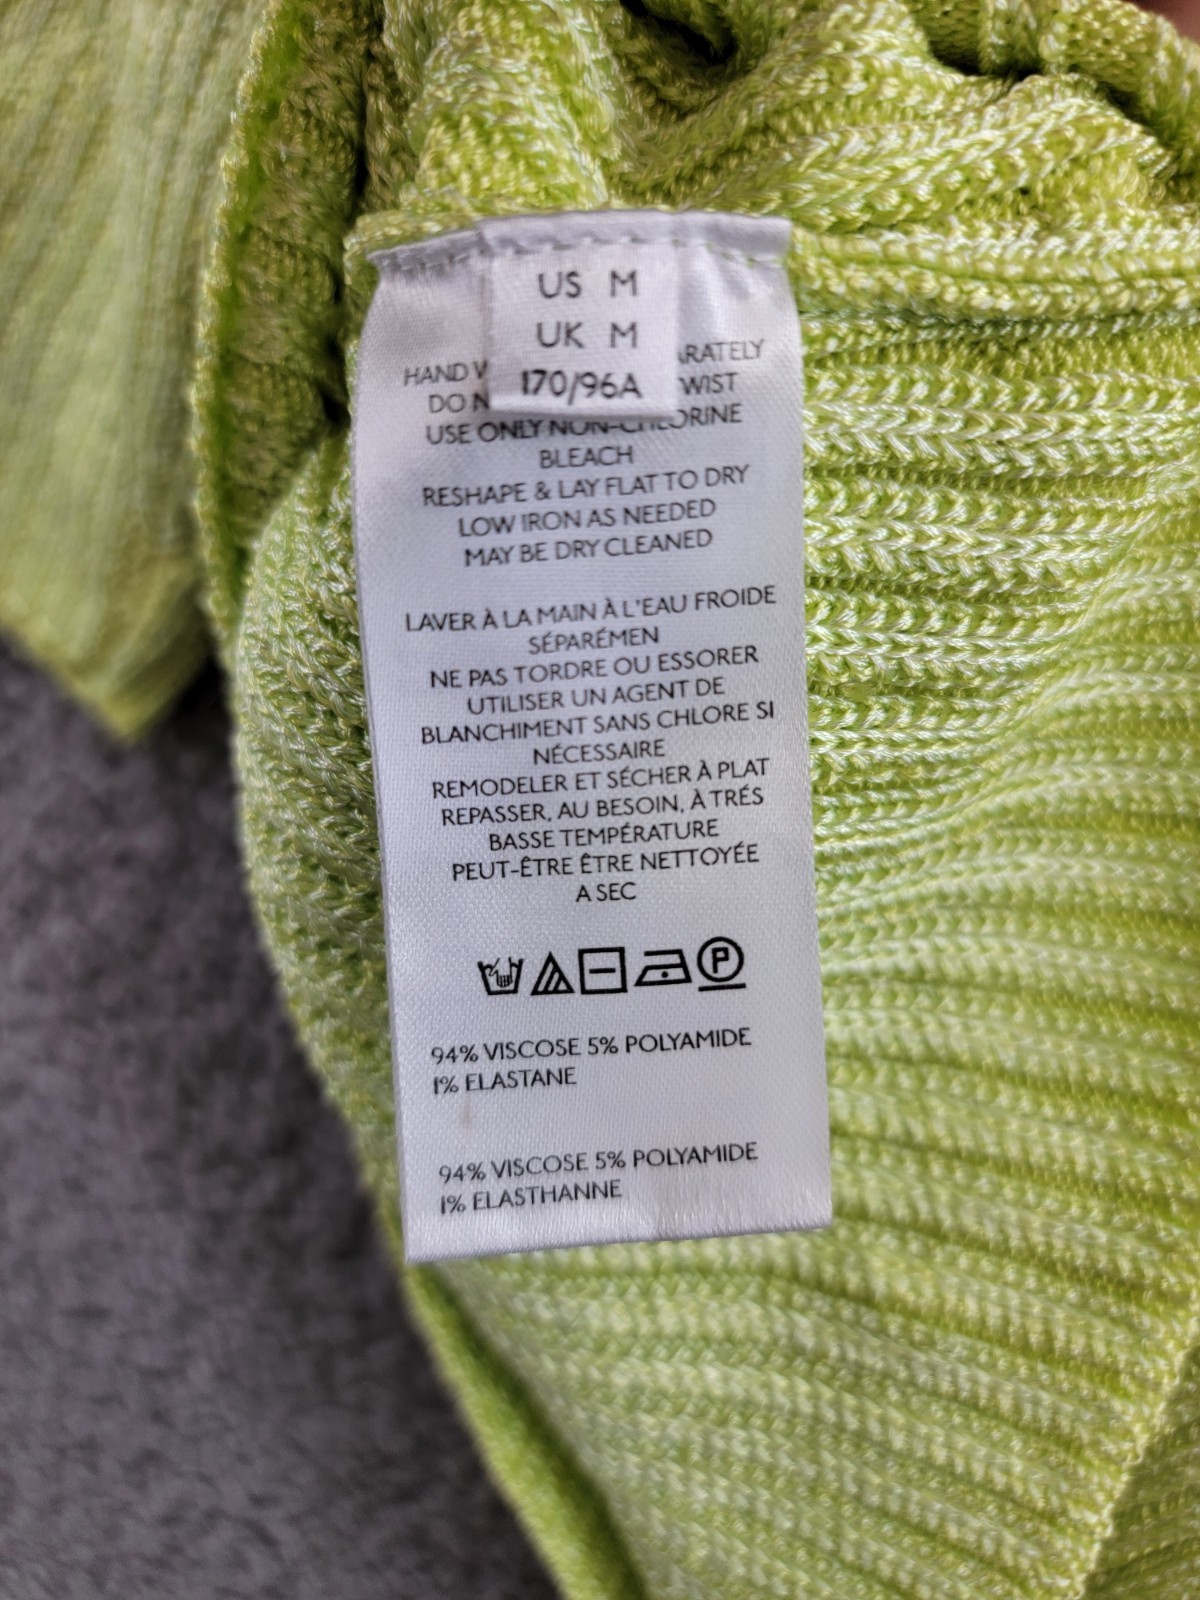 US M
UK M
170/96A
HAND
DO
USE ONLY NON-CHLORINE
BLEACH
RESHAPE & LAY FLAT TO DRY
LOW IRON AS NEEDED
MAY BE DRY CLEANED
LAVER À LA MAIN À L'EAU FROIDE
SÉPARÉMEN
NE PAS TORDRE OU ESSORER
UTILISER UN AGENT DE
BLANCHIMENT SANS CHLORE SI
NÉCESSAIRE
REMODELER ET SÉCHER À PLAT
REPASSER, AU BESOIN, À TRÉS
BASSE TEMPÉRATURE
PEUT-ÊTRE ÊTRE NETTOYÉE
A SEC
P
94% VISCOSE 5% POLYAMIDE
1% ELASTANE
94% VISCOSE 5% POLYAMIDE
1% ELASTHANNE